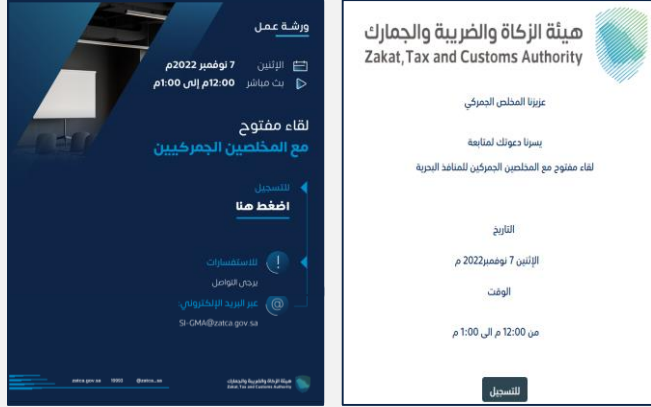 ورشة عمل
الإثنين 7 نوفمبر 2022م
بث مباشر 12:00م إلى 1:00م
لقاء مفتوح
مع المخلصين الجمركيين
للتسجيل
اضغط هنا
للاستفسارات
يرجى التواصل
عبر البريد الإلكتروني:
SI-GMA@zatca.gov.sa
zatca.gov.sa 19993 @zatca_sa
هيئة الزكاة والضريبة والجمارك
Zakat, Tax and Customs Authority
هيئة الزكاة والضريبة والجمارك
Zakat, Tax and Customs Authority
عزيزنا المخلص الجمركي
يسرنا دعوتك لمتابعة
لقاء مفتوح مع المخلصين الجمركين للمنافذ البحرية
التاريخ
الإثنين 7 نوفمبر2022 م
الوقت
من 12:00 م الى 1:00 م
للتسجيل